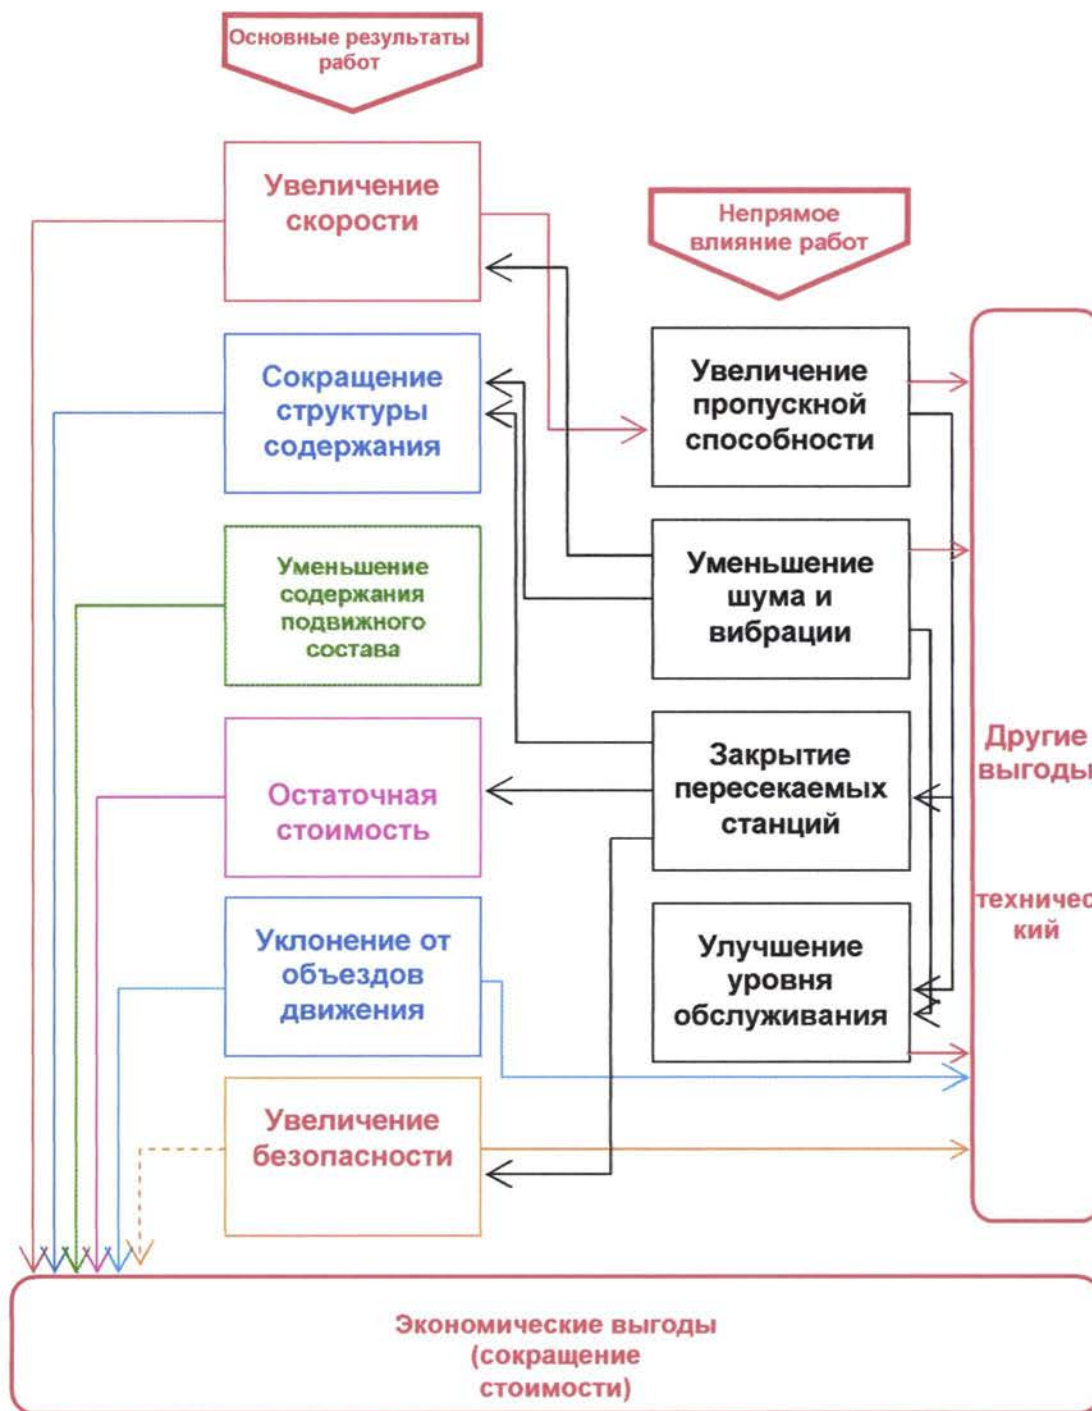 Основные результаты
работ
Увеличение
скорости
Непрямое
влияние работ
Сокращение
структуры
содержания
Увеличение
пропускной
способности
Уменьшение
содержания
подвижного
состава
Уменьшение
шума и
вибрации
Остаточная
стоимость
Закрытие
пересекаемых
станций
Другие
выгоды
техничес
кий
Уклонение от
объездов
движения
Улучшение
уровня
обслуживания
Увеличение
безопасности
Экономические выгоды
(сокращение
стоимости)